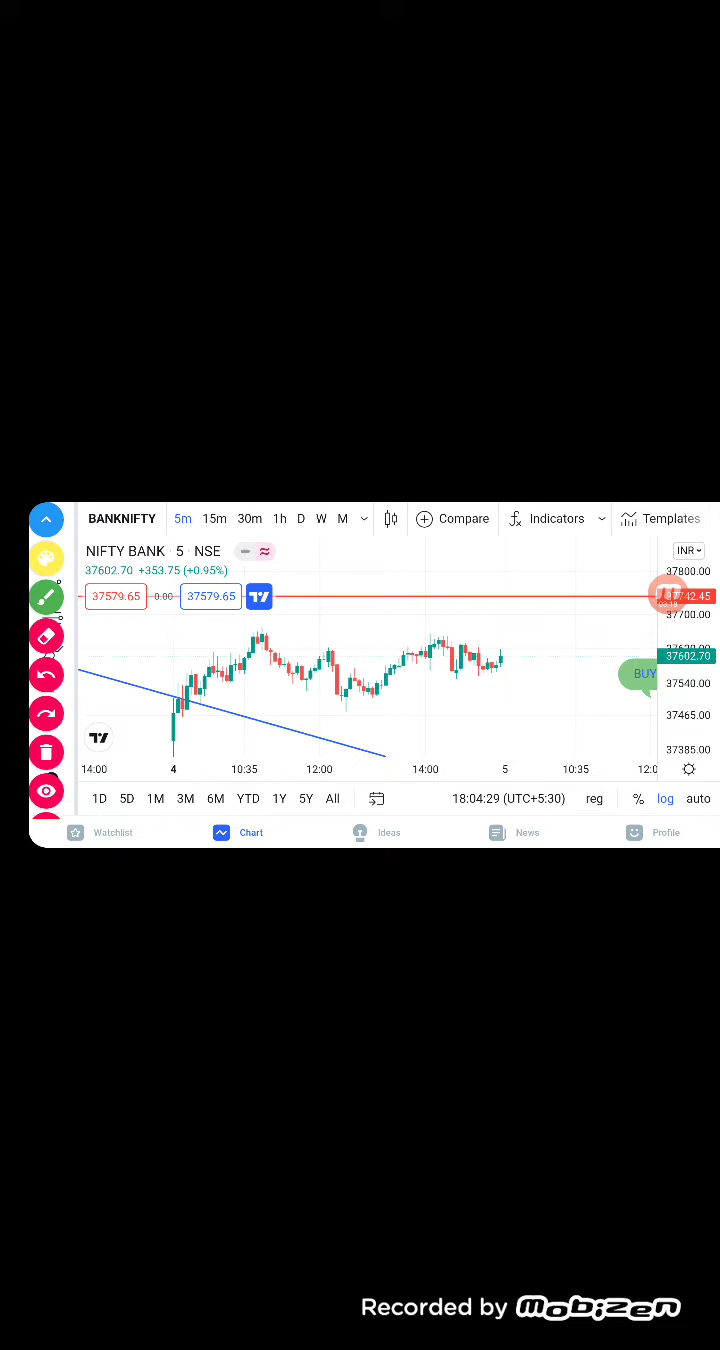 BANKNIFTY 5m 15m 30m 1h D W M Compare Indicators Templates
NIFTY BANK · 5 · NSE
INR
37602.70 +353.75 (+0.95%)
37800.00
37579.65 0.00 37579.65
37742.45
03:19
37700.00
37602.70
BUY
37540.00
37465.00
37385.00
14:00 4 10:35 12:00 14:00 5 10:35 12:0
1D 5D 1M 3M 6M YTD 1Y 5Y All 18:04:29 (UTC+5:30) reg % log auto
Watchlist Chart Ideas News Profile
Recorded by mobizen